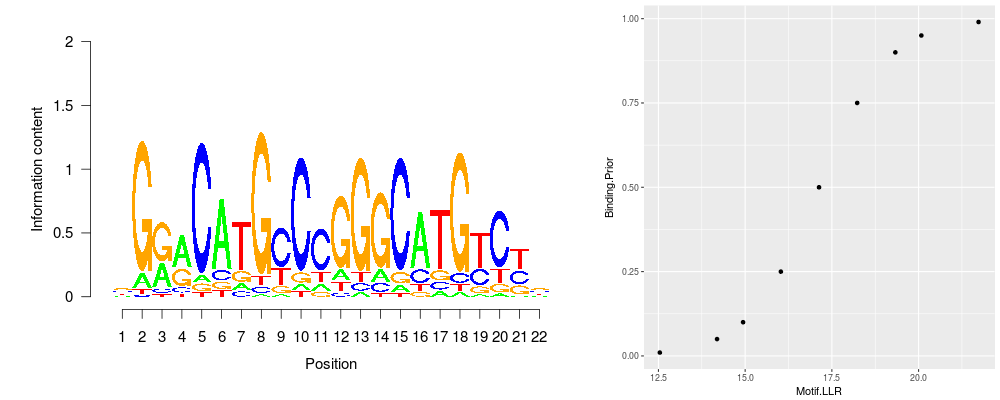 2
1.5
1
0.5
0
Information content
GGACATGCCCGGGCATGTCT
1 2 3 4 5 6 7 8 9 10 11 12 13 14 15 16 17 18 19 20 21 22
Position
1.00
0.75
0.50
0.25
0.00
Binding.Prior
12.5 15.0 17.5 20.0
Motif.LLR